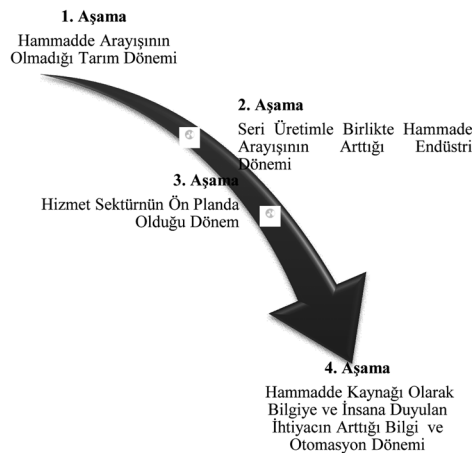 1. Aşama
Hammadde Arayışının
Olmadığı Tarım Dönemi
2. Aşama
Seri Üretimle Birlikte Hammade
Arayışının Arttığı Endüstri
Dönemi
3. Aşama
Hizmet Sektürnün Ön Planda
Olduğu Dönem
4. Aşama
Hammadde Kaynağı Olarak
Bilgiye ve İnsana Duyulan
İhtiyacın Arttığı Bilgi ve
Otomasyon Dönemi